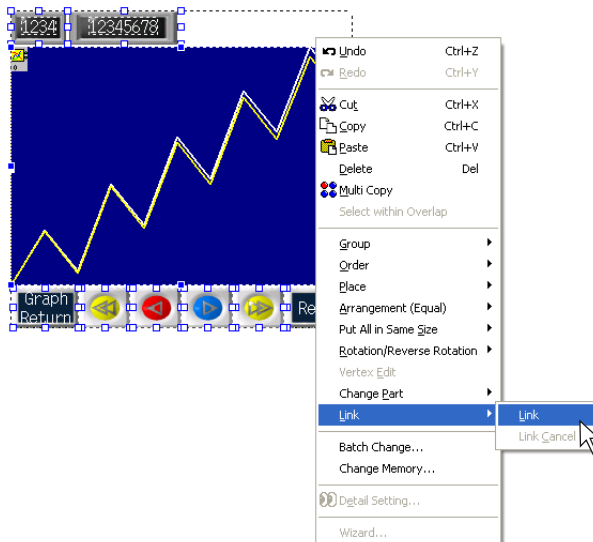 1234 12345678
Undo Ctrl+Z
Redo Ctrl+Y
Cut Ctrl+X
Copy Ctrl+C
Paste Ctrl+V
Delete Del
Multi Copy
Select within Overlap
Group
Order
Place
Arrangement (Equal)
Put All in Same Size
Rotation/Reverse Rotation
Vertex Edit
Change Part
Link
Link
Link Cancel
Batch Change...
Change Memory...
Detail Setting...
Wizard...
Graph
Return
Re